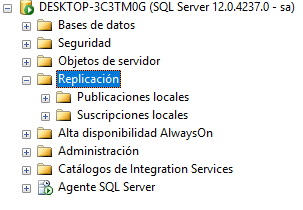 DESKTOP-3C3TM0G (SQL Server 12.0.4237.0 - sa)
Bases de datos
Seguridad
Objetos de servidor
Replicación
Publicaciones locales
Suscripciones locales
Alta disponibilidad AlwaysOn
Administración
Catálogos de Integration Services
Agente SQL Server